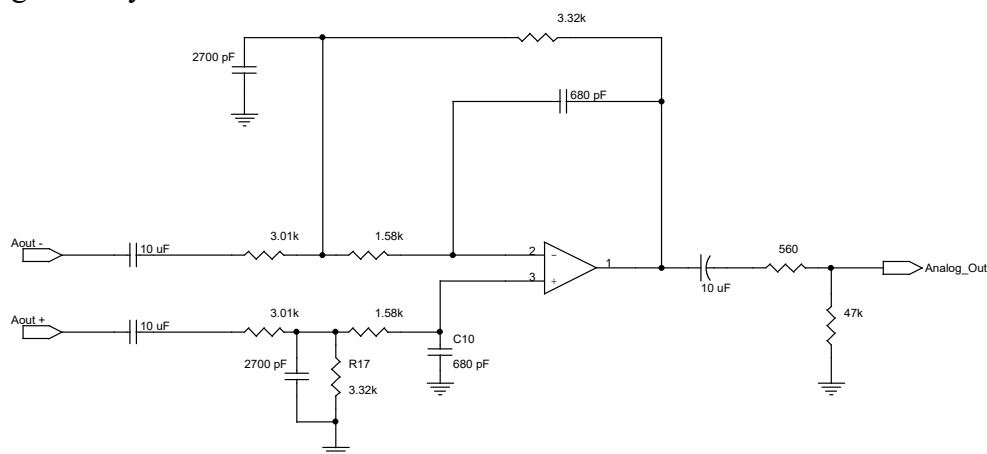 3.32k
2700 pF
680 pF
Aout -
10 uF
3.01k
1.58k
2
-
1
3
+
560
Analog_Out
10 uF
47k
Aout +
10 uF
3.01k
1.58k
C10
680 pF
2700 pF
R17
3.32k